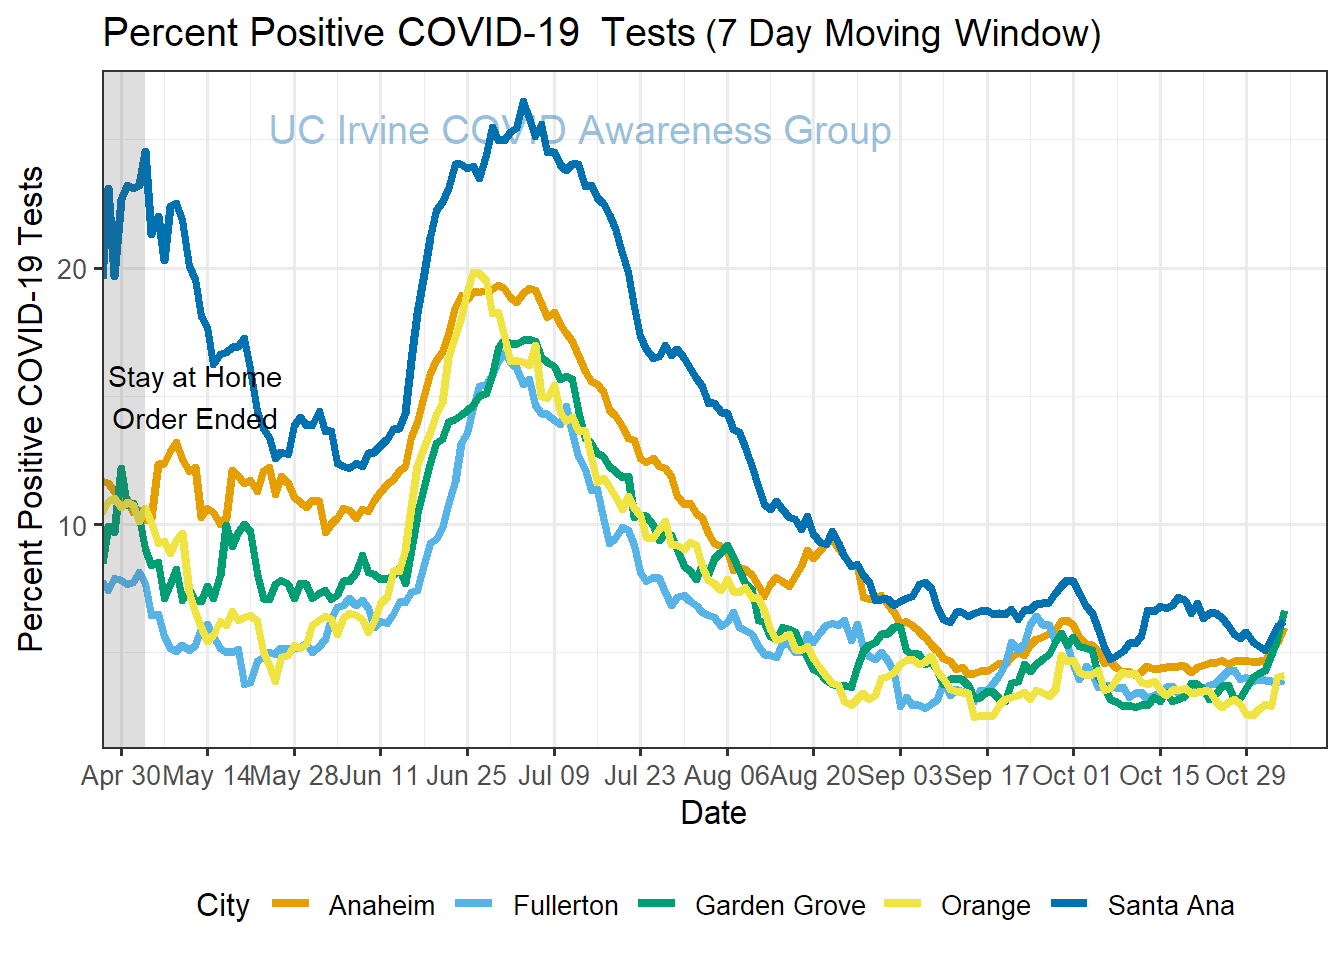 Percent Positive COVID-19  Tests (7 Day Moving Window)
UC Irvine COVID Awareness Group
Percent Positive COVID-19 Tests
20
10
Stay at Home
Order Ended
Apr 30 May 14 May 28 Jun 11 Jun 25 Jul 09 Jul 23 Aug 06 Aug 20 Sep 03 Sep 17 Oct 01 Oct 15 Oct 29
Date
City Anaheim Fullerton Garden Grove Orange Santa Ana